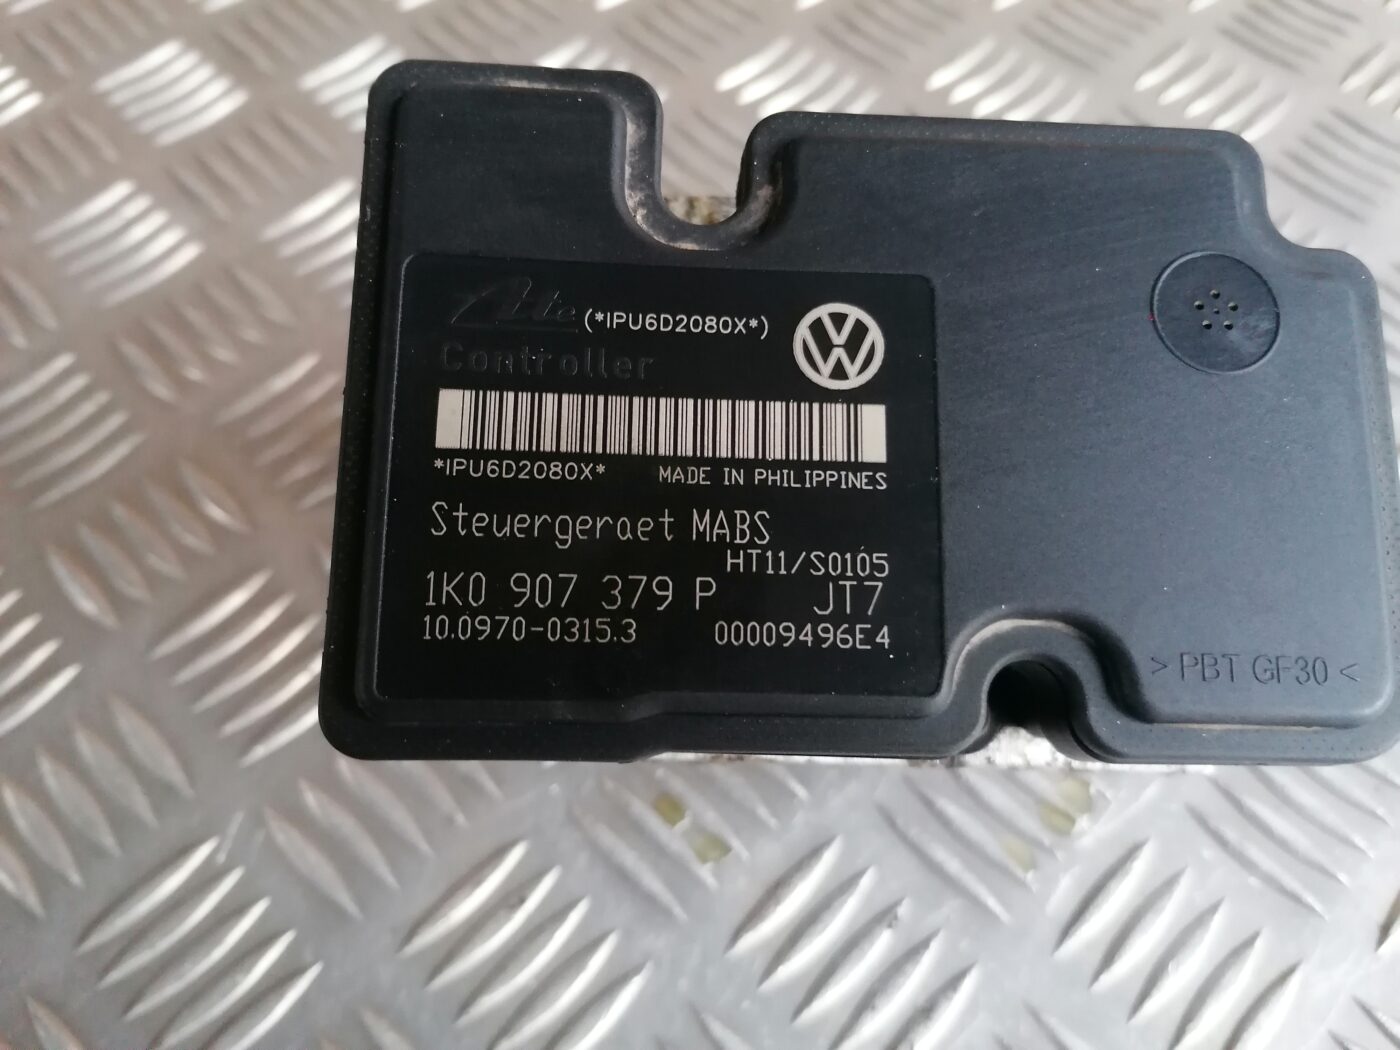 Ate (*IPU6D2080X*)
Controller
*IPU6D2080X* MADE IN PHILIPPINES
Steuergeraet MABS
HT11/S0105
1K0 907 379 P JT7
10.0970-0315.3 00009496E4
> PBT GF30 <